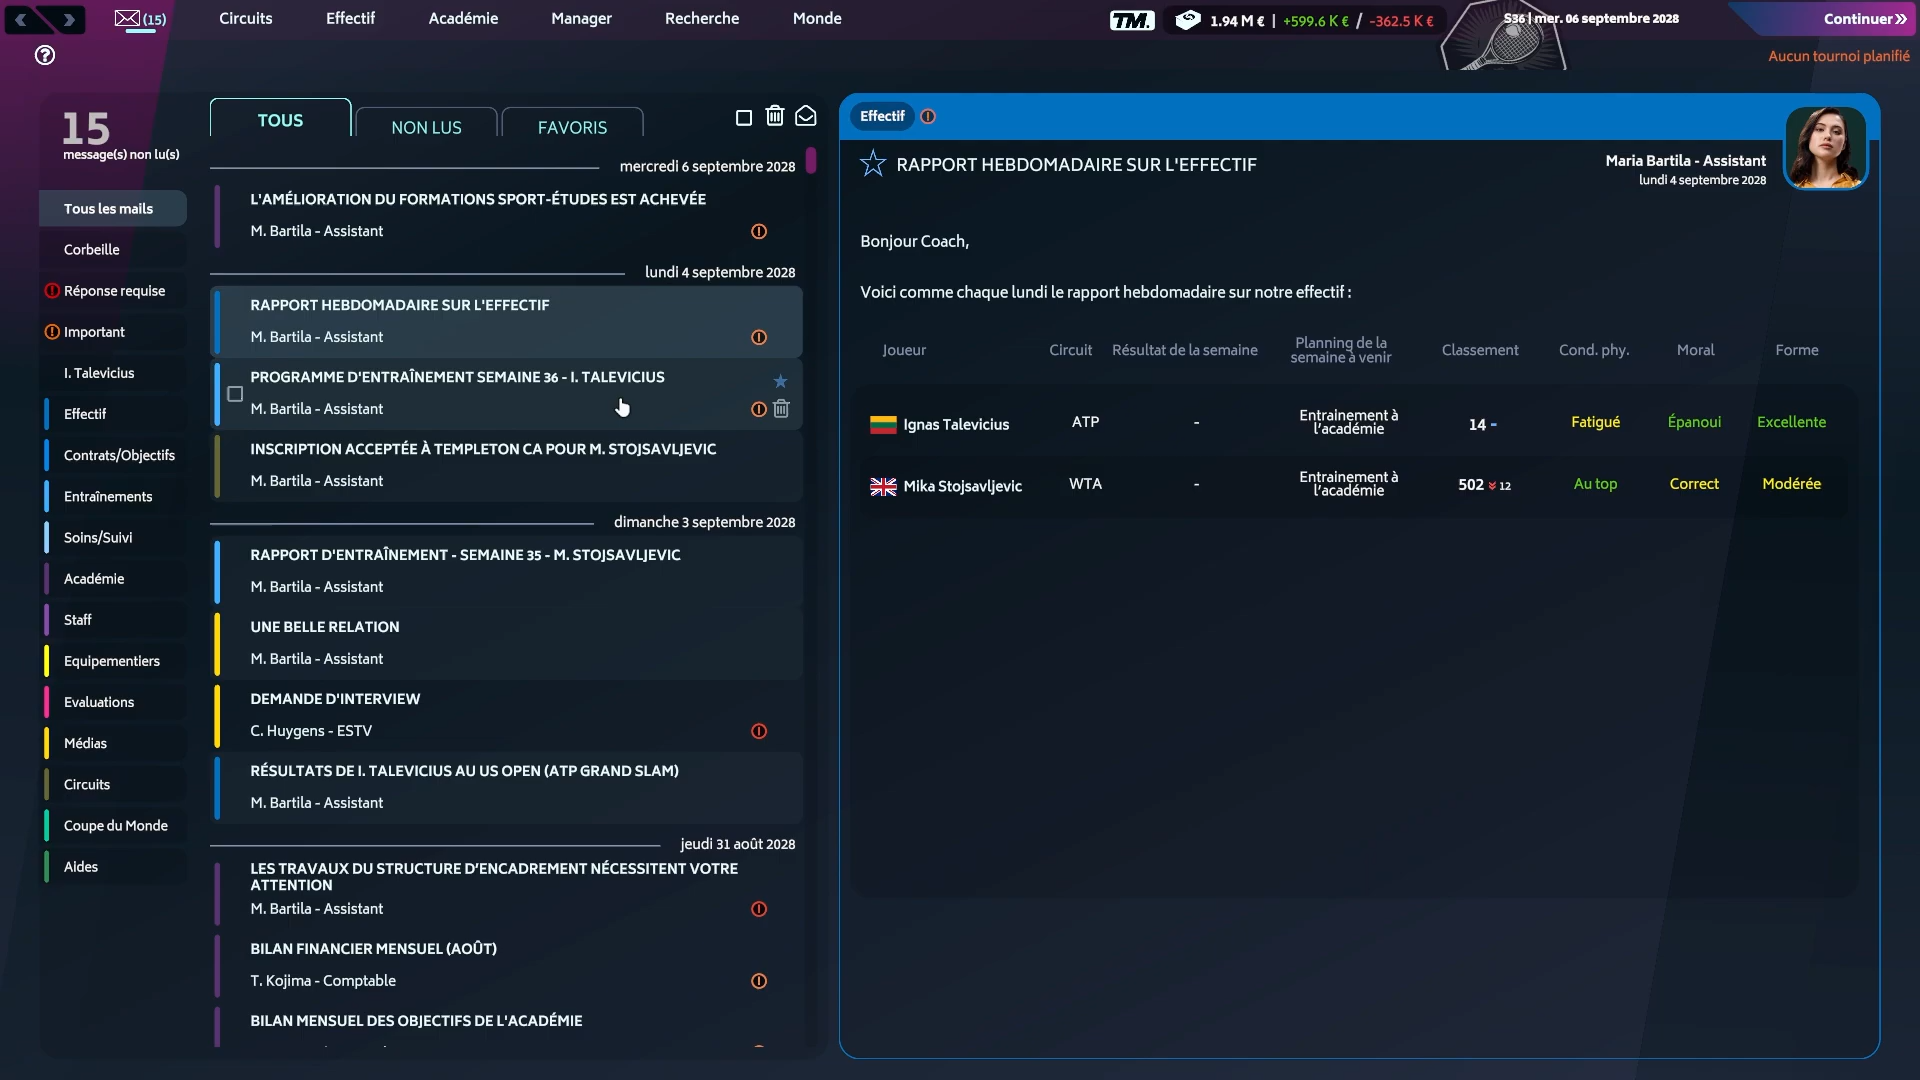 (15)
Circuits
Effectif
Académie
Manager
Recherche
Monde
TM.
1.94 M € | +599.6 K € / -362.5 K €
S36 | mer. 06 septembre 2028
Continuer
Aucun tournoi planifié
15
message(s) non lu(s)
Tous les mails
Corbeille
Réponse requise
Important
I. Talevicius
Effectif
Contrats/Objectifs
Entraînements
Soins/Suivi
Académie
Staff
Equipementiers
Evaluations
Médias
Circuits
Coupe du Monde
Aides
TOUS
NON LUS
FAVORIS
mercredi 6 septembre 2028
L'AMÉLIORATION DU FORMATIONS SPORT-ÉTUDES EST ACHEVÉE
M. Bartila - Assistant
lundi 4 septembre 2028
RAPPORT HEBDOMADAIRE SUR L'EFFECTIF
M. Bartila - Assistant
PROGRAMME D'ENTRAÎNEMENT SEMAINE 36 - I. TALEVICIUS
M. Bartila - Assistant
INSCRIPTION ACCEPTÉE À TEMPLETON CA POUR M. STOJSAVLJEVIC
M. Bartila - Assistant
dimanche 3 septembre 2028
RAPPORT D'ENTRAÎNEMENT - SEMAINE 35 - M. STOJSAVLJEVIC
M. Bartila - Assistant
UNE BELLE RELATION
M. Bartila - Assistant
DEMANDE D'INTERVIEW
C. Huygens - ESTV
RÉSULTATS DE I. TALEVICIUS AU US OPEN (ATP GRAND SLAM)
M. Bartila - Assistant
jeudi 31 août 2028
LES TRAVAUX DU STRUCTURE D'ENCADREMENT NÉCESSITENT VOTRE
ATTENTION
M. Bartila - Assistant
BILAN FINANCIER MENSUEL (AOÛT)
T. Kojima - Comptable
BILAN MENSUEL DES OBJECTIFS DE L'ACADÉMIE
Effectif
RAPPORT HEBDOMADAIRE SUR L'EFFECTIF
Maria Bartila - Assistant
lundi 4 septembre 2028
Bonjour Coach,
Voici comme chaque lundi le rapport hebdomadaire sur notre effectif :
Joueur Circuit Résultat de la semaine Planning de la semaine à venir Classement Cond. phy. Moral Forme
Ignas Talevicius ATP - Entrainement à l'académie 14 - Fatigué Épanoui Excellente
Mika Stojsavljevic WTA - Entrainement à l'académie 502 12 Au top Correct Modérée